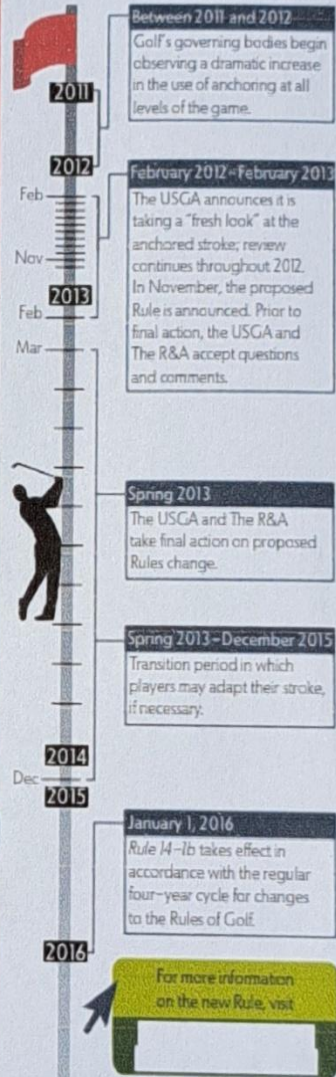 Between 2011 and 2012
Golf's governing bodies begin
observing a dramatic increase
in the use of anchoring at all
levels of the game.
2011
2012
February 2012-February 2013
The USGA announces it is
taking a "fresh look" at the
anchored stroke; review
continues throughout 2012.
In November, the proposed
Rule is announced. Prior to
final action, the USGA and
The R&A accept questions
and comments.
Feb
Nov
2013
Feb
Mar
Spring 2013
The USGA and The R&A
take final action on proposed
Rules change.
Spring 2013-December 2015
Transition period in which
players may adapt their stroke,
if necessary.
2014
Dec
2015
January 1, 2016
Rule 14-1b takes effect in
accordance with the regular
four-year cycle for changes
to the Rules of Golf.
2016
For more information
on the new Rule, visit